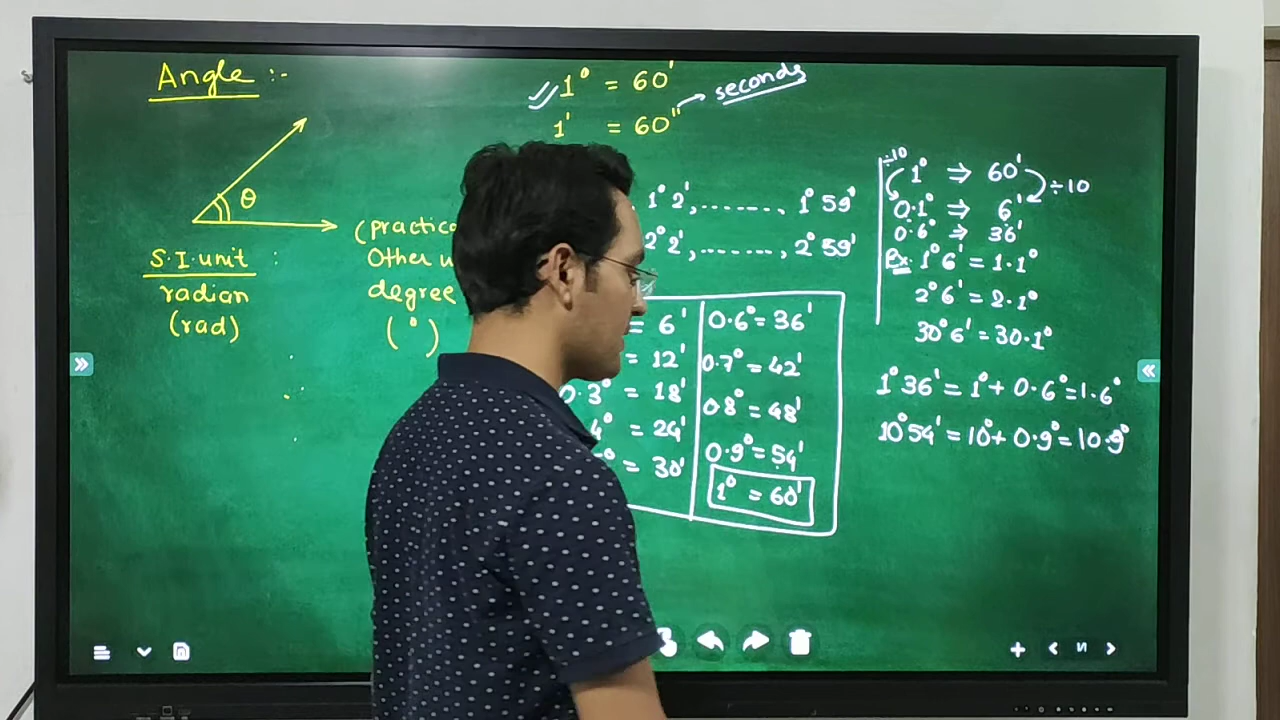 Angle :-
1° = 60'
1' = 60" → seconds
θ
S.I. unit :
radian
(rad)
Other
degree
(°)
1° 2', ........, 1° 59'
2° 2', ........, 2° 59'
= 6'
= 12'
0.3° = 18'
4° = 24'
= 30'
0.6° = 36'
0.7° = 42'
0.8° = 48'
0.9° = 54'
1° = 60'
÷10 1° ⇒ 60' ÷10
0.1° ⇒ 6'
0.6° ⇒ 36'
Ex. 1° 6' = 1.1°
2° 6' = 2.1°
30° 6' = 30.1°
1° 36' = 1° + 0.6° = 1.6°
10° 54' = 10° + 0.9° = 10.9°